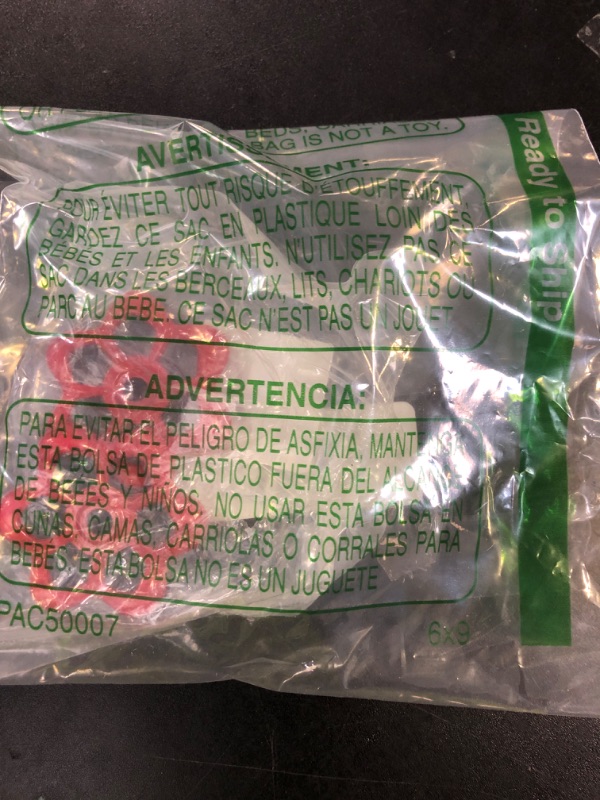 BEDS,
BAG IS NOT A TOY.
POUR ÉVITER TOUT RISQUE D'ÉTOUFFEMENT,
GARDEZ CE SAC EN PLASTIQUE LOIN DES
BÉBÉS ET LES ENFANTS. N'UTILISEZ PAS CE
SAC DANS LES BERCEAUX, LITS, CHARIOTS OU
PARC AU BEBE. CE SAC N'EST PAS UN JOUET
ADVERTENCIA:
PARA EVITAR EL PELIGRO DE ASFIXIA, MANTENGA
ESTA BOLSA DE PLASTICO FUERA DEL
DE BEBES Y NIÑOS, NO USAR ESTA BOLSA EN
CUNAS, CAMAS, CARRIOLAS O CORRALES PARA
BEBES. ESTA BOLSA NO ES UN JUGUETE
PAC50007
6x9
Ready to Ship